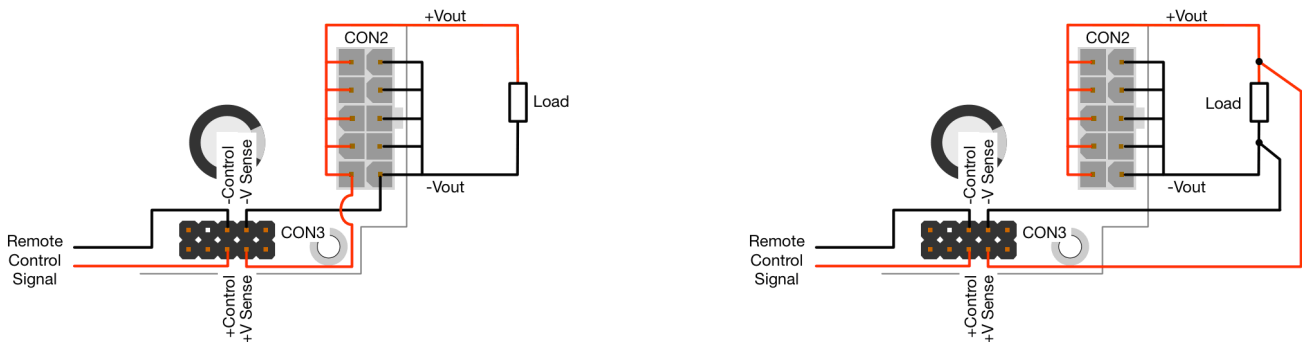 +Vout
CON2
Load
-Control
-V Sense
-Vout
CON3
Remote
Control
Signal
+Control
+V Sense
+Vout
CON2
Load
-Control
-V Sense
-Vout
CON3
Remote
Control
Signal
+Control
+V Sense